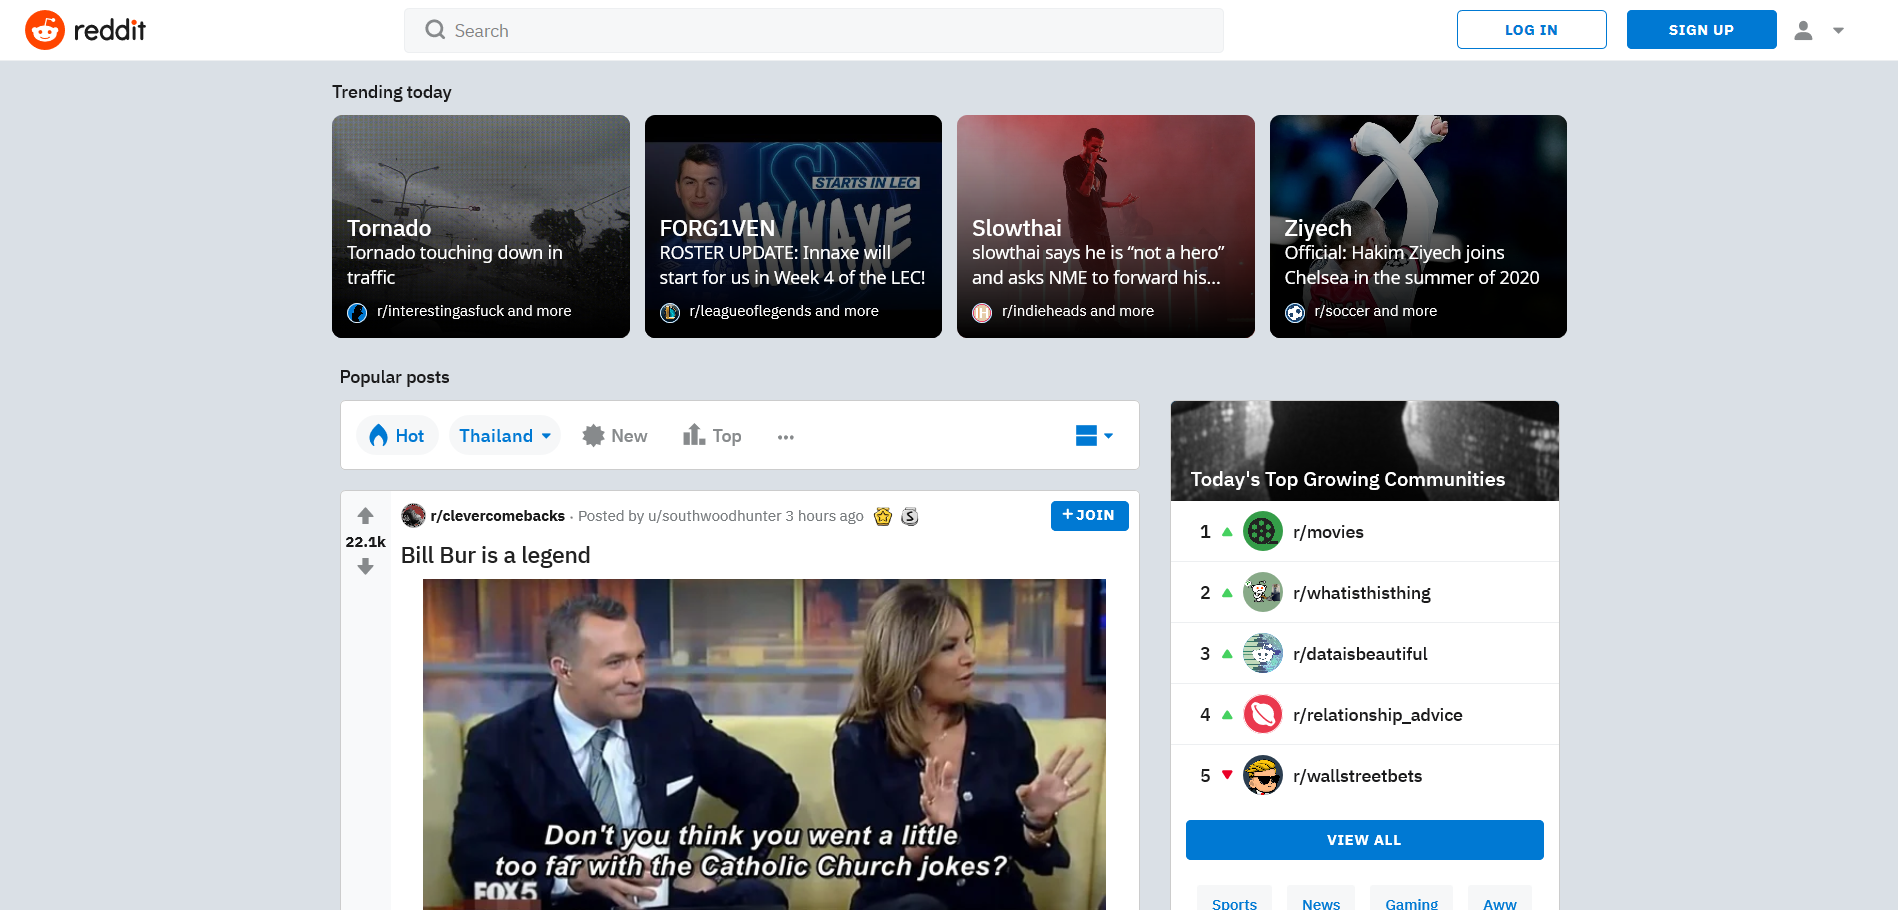 reddit
Search
LOG IN
SIGN UP
Trending today
STARTS IN LEC
INNAXE
Tornado
Tornado touching down in
traffic
r/interestingasfuck and more
FORG1VEN
ROSTER UPDATE: Innaxe will
start for us in Week 4 of the LEC!
r/leagueoflegends and more
Slowthai
slowthai says he is “not a hero”
and asks NME to forward his...
r/indieheads and more
Ziyech
Official: Hakim Ziyech joins
Chelsea in the summer of 2020
r/soccer and more
Popular posts
Hot
Thailand
New
Top
...
22.1k
r/clevercomebacks · Posted by u/southwoodhunter 3 hours ago
S
+ JOIN
Bill Bur is a legend
Don't you think you went a little
too far with the Catholic Church jokes?
FOX5
Today's Top Growing Communities
1 r/movies
2 r/whatisthisthing
3 r/dataisbeautiful
4 r/relationship_advice
5 r/wallstreetbets
VIEW ALL
Sports
News
Gaming
Aww